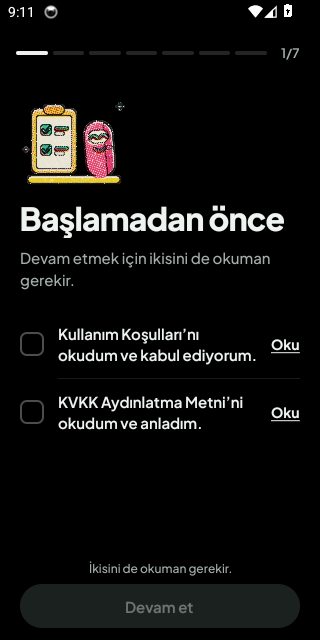 9:11
1/7
Başlamadan önce
Devam etmek için ikisini de okuman
gerekir.
Kullanım Koşulları’nı
okudum ve kabul ediyorum.
Oku
KVKK Aydınlatma Metni’ni
okudum ve anladım.
Oku
İkisini de okuman gerekir.
Devam et